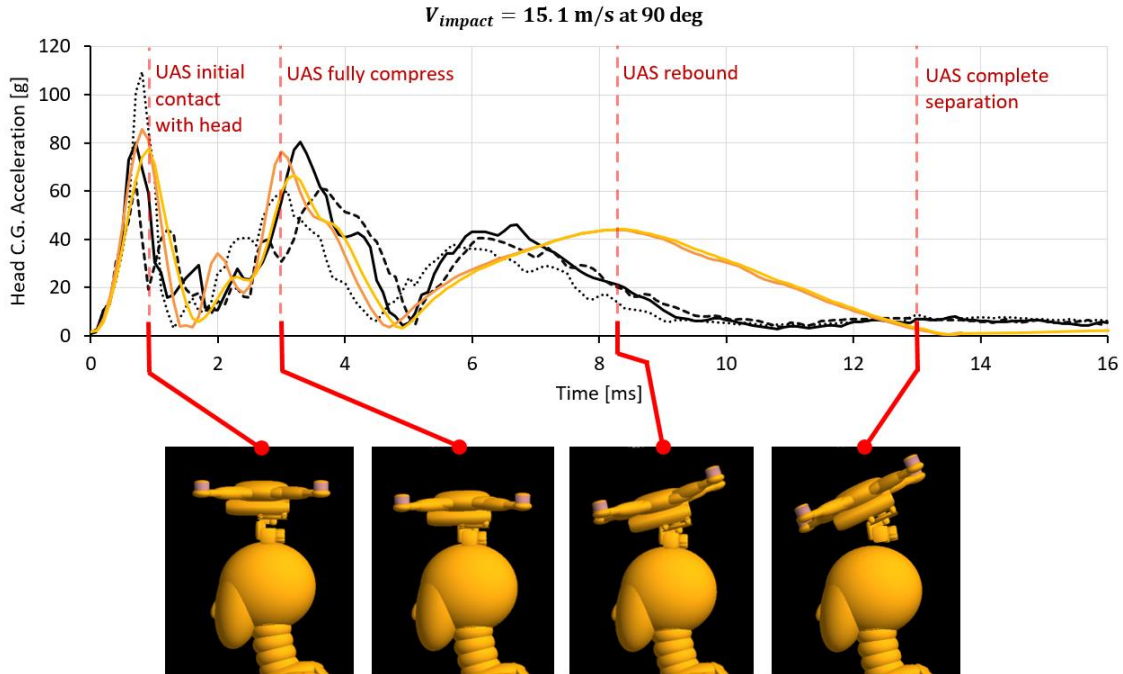 V_impact = 15.1 m/s at 90 deg
Head C.G. Acceleration [g]
120
100
80
60
40
20
0
UAS initial
contact
with head
UAS fully compress
UAS rebound
UAS complete
separation
0 2 4 6 8 10 12 14 16
Time [ms]